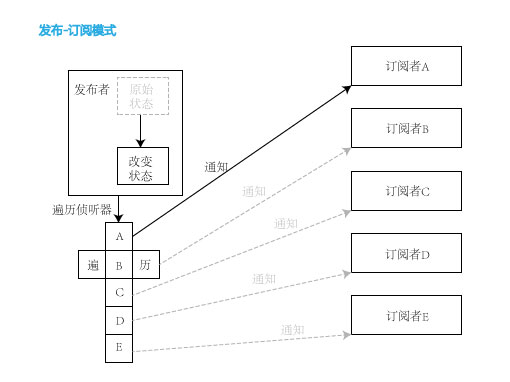 发布-订阅模式
发布者
原始
状态
改变
状态
遍历侦听器
A
遍
B
历
C
D
E
通知
通知
通知
通知
通知
订阅者A
订阅者B
订阅者C
订阅者D
订阅者E